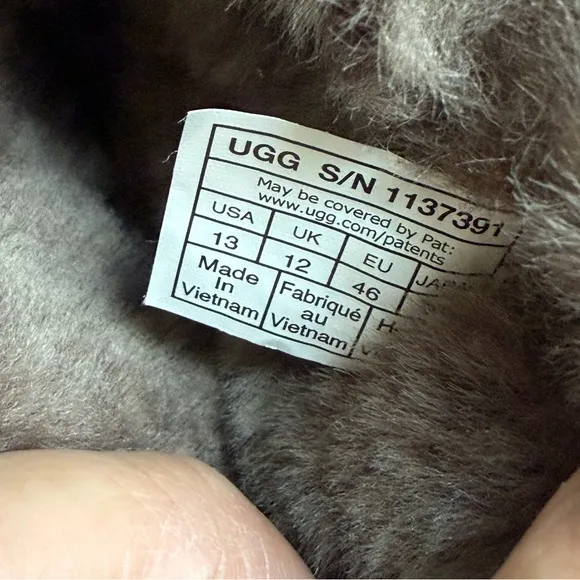 UGG S/N 1137391
May be covered by Pat:
www.ugg.com/patents
USA UK EU
13 12 46
Made Fabriqué
In au
Vietnam Vietnam